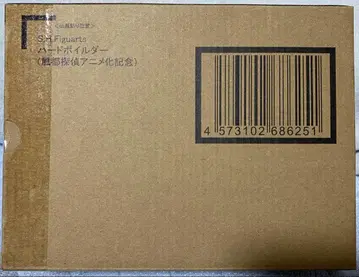 S.H.Figuarts
ハードボイルダー
(風都探偵アニメ化記念)
4 573102 686251